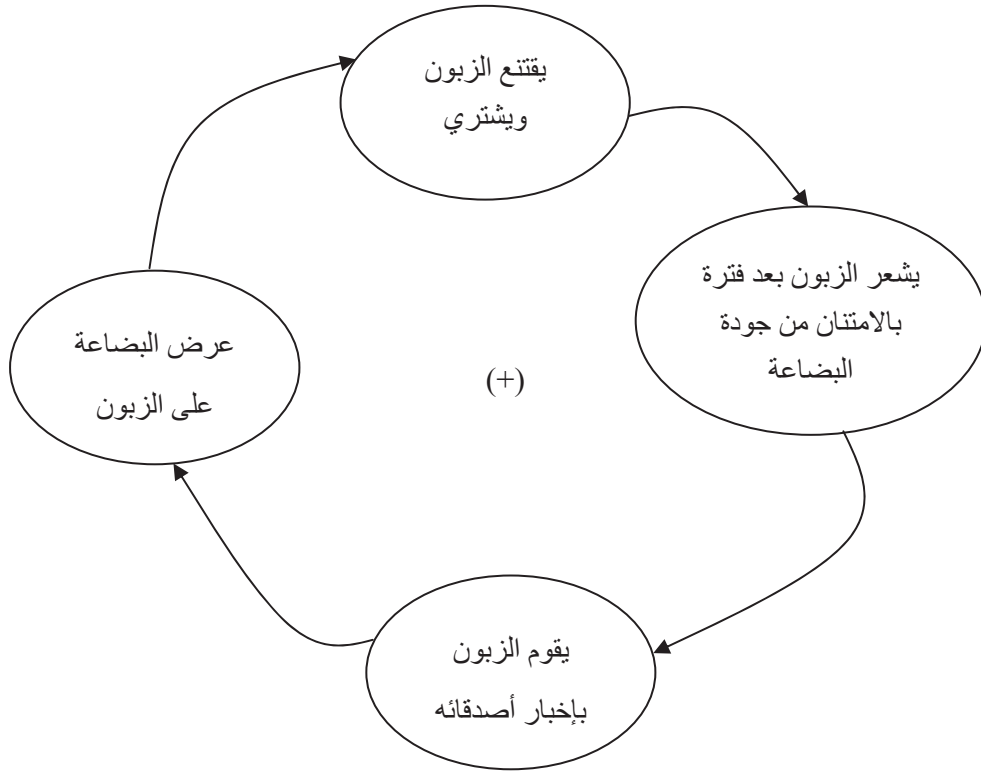 يقتنع الزبون
ويشتري
يشعر الزبون بعد فترة
بالامتنان من جودة
البضاعة
عرض البضاعة
على الزبون
(+)
يقوم الزبون
بإخبار أصدقائه